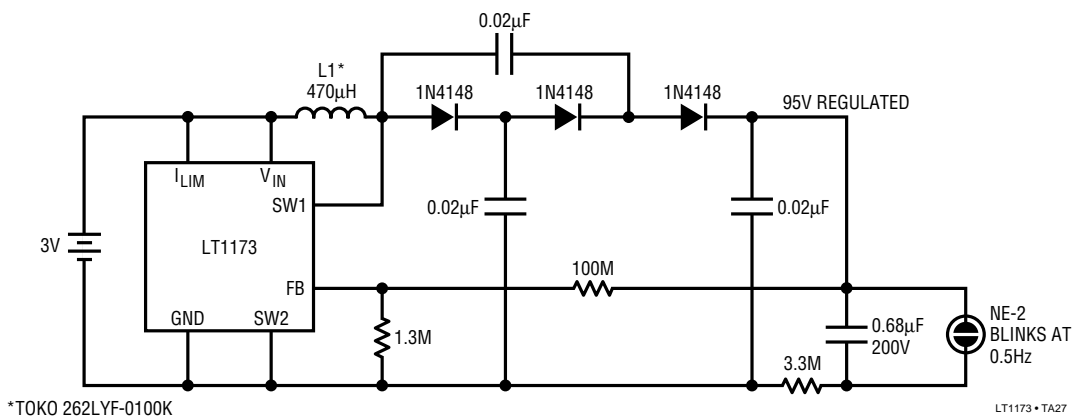 0.02µF
L1*
470µH
1N4148
1N4148
1N4148
95V REGULATED
I_LIM
V_IN
SW1
0.02µF
0.02µF
3V
LT1173
100M
FB
GND
SW2
1.3M
0.68µF
200V
NE-2
BLINKS AT
0.5Hz
3.3M
*TOKO 262LYF-0100K
LT1173 • TA27